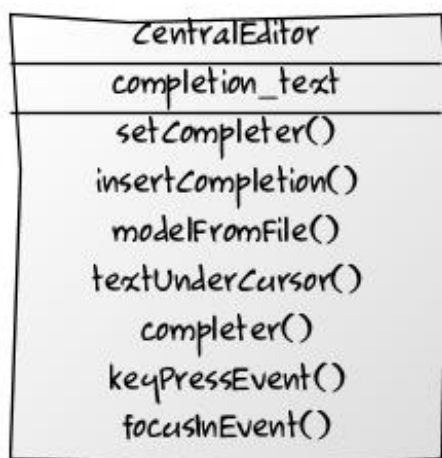 CentralEditor
completion_text
setCompleter()
insertCompletion()
modelFromFile()
textUnderCursor()
completer()
keyPressEvent()
focusInEvent()